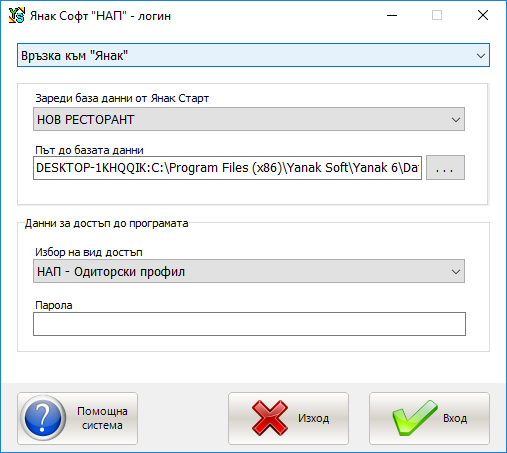 Янак Софт "НАП" - логин
Връзка към "Янак"
Зареди база данни от Янак Старт
НОВ РЕСТОРАНТ
Път до базата данни
DESKTOP-1KHQQIK:C:\Program Files (x86)\Yanak Soft\Yanak 6\Dat
...
Данни за достъп до програмата
Избор на вид достъп
НАП - Одиторски профил
Парола
Помощна
система
Изход
Вход